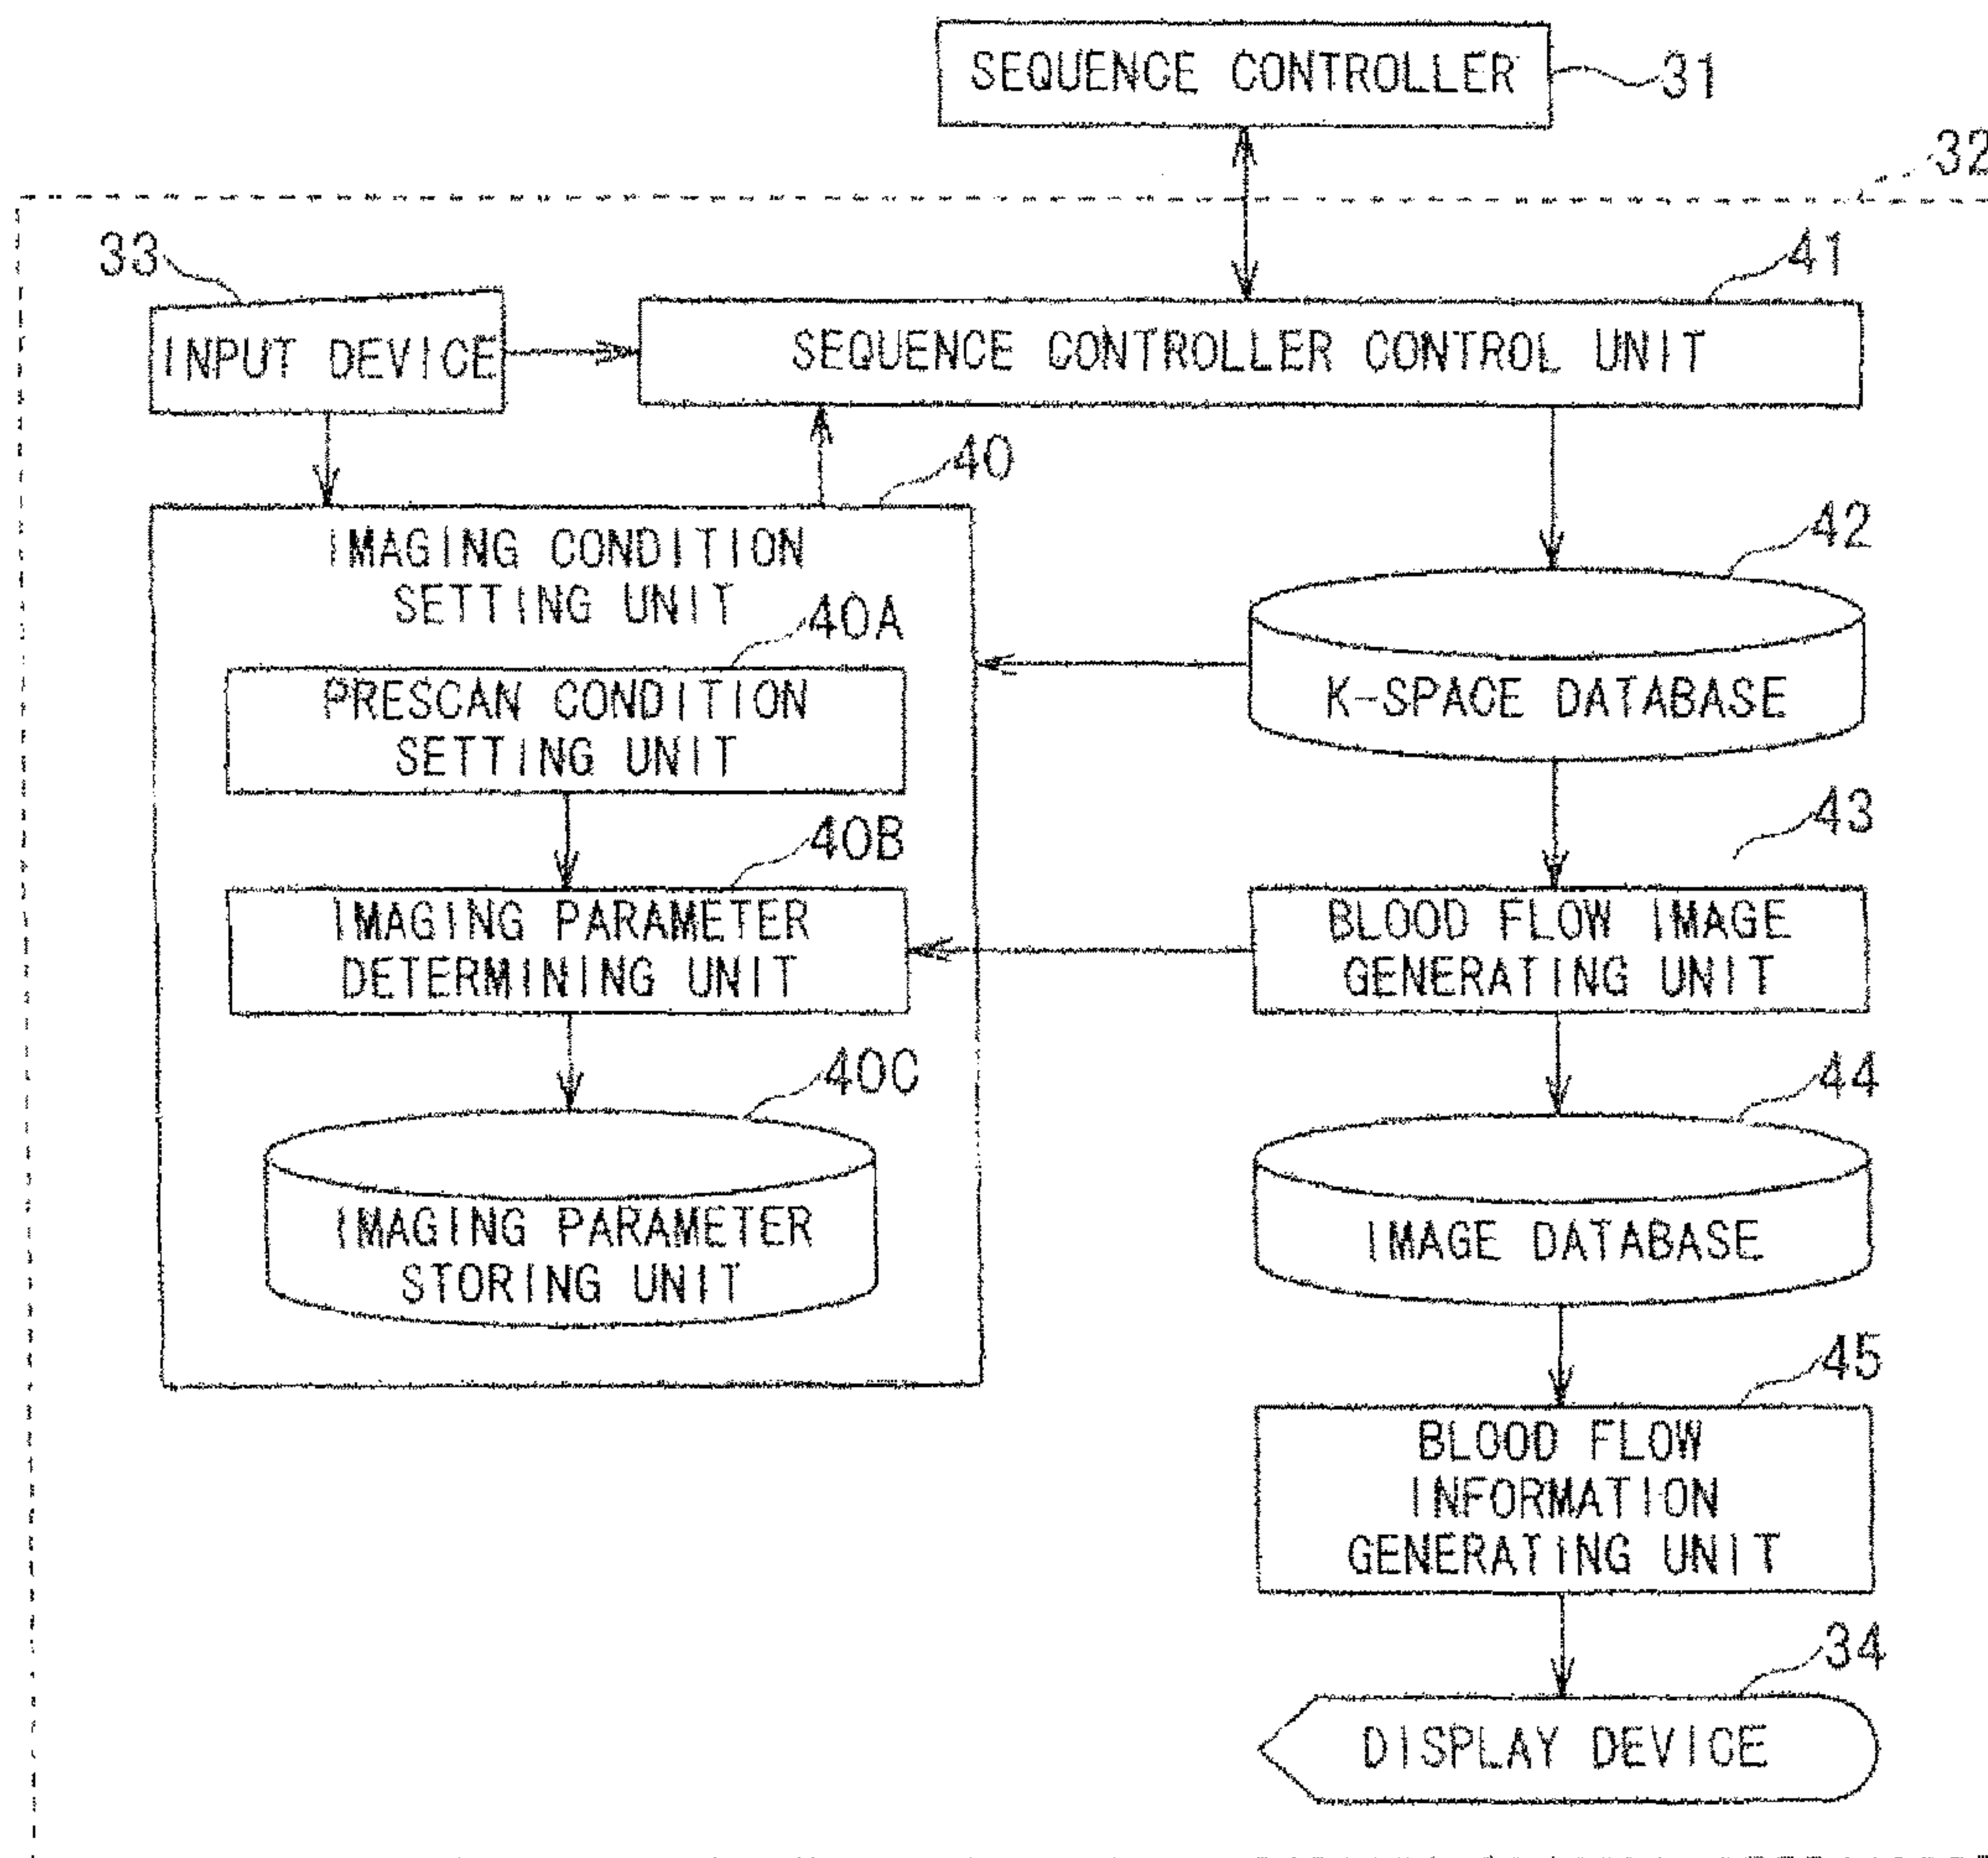 SEQUENCE CONTROLLER
31
32
33
41
INPUT DEVICE
SEQUENCE CONTROLLER CONTROL UNIT
40
IMAGING CONDITION
SETTING UNIT
42
40A
K-SPACE DATABASE
PRESCAN CONDITION
SETTING UNIT
43
40B
IMAGING PARAMETER
DETERMINING UNIT
BLOOD FLOW IMAGE
GENERATING UNIT
40C
44
IMAGING PARAMETER
STORING UNIT
IMAGE DATABASE
45
BLOOD FLOW
INFORMATION
GENERATING UNIT
34
DISPLAY DEVICE